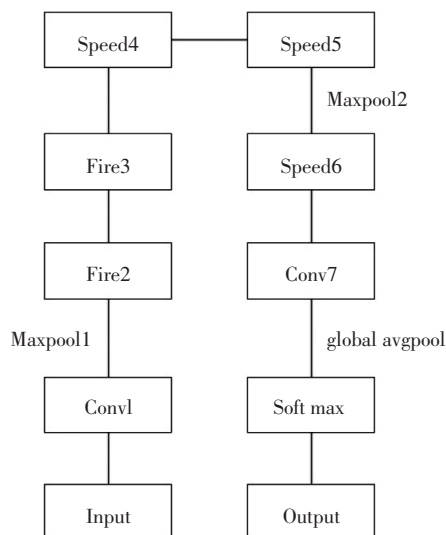 Speed4
Speed5
Maxpool2
Fire3
Speed6
Fire2
Conv7
Maxpool1
global avgpool
Convl
Soft max
Input
Output